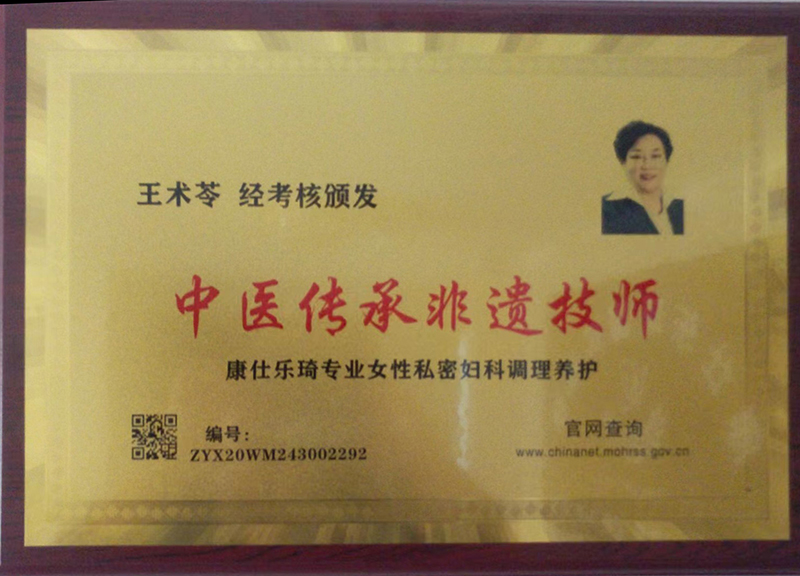 王术苓 经考核颁发
中医传承非遗技师
康仕乐琦专业女性私密妇科调理养护
编号:
ZYX20WM243002292
官网查询
www.chinanet.mohrss.gov.cn